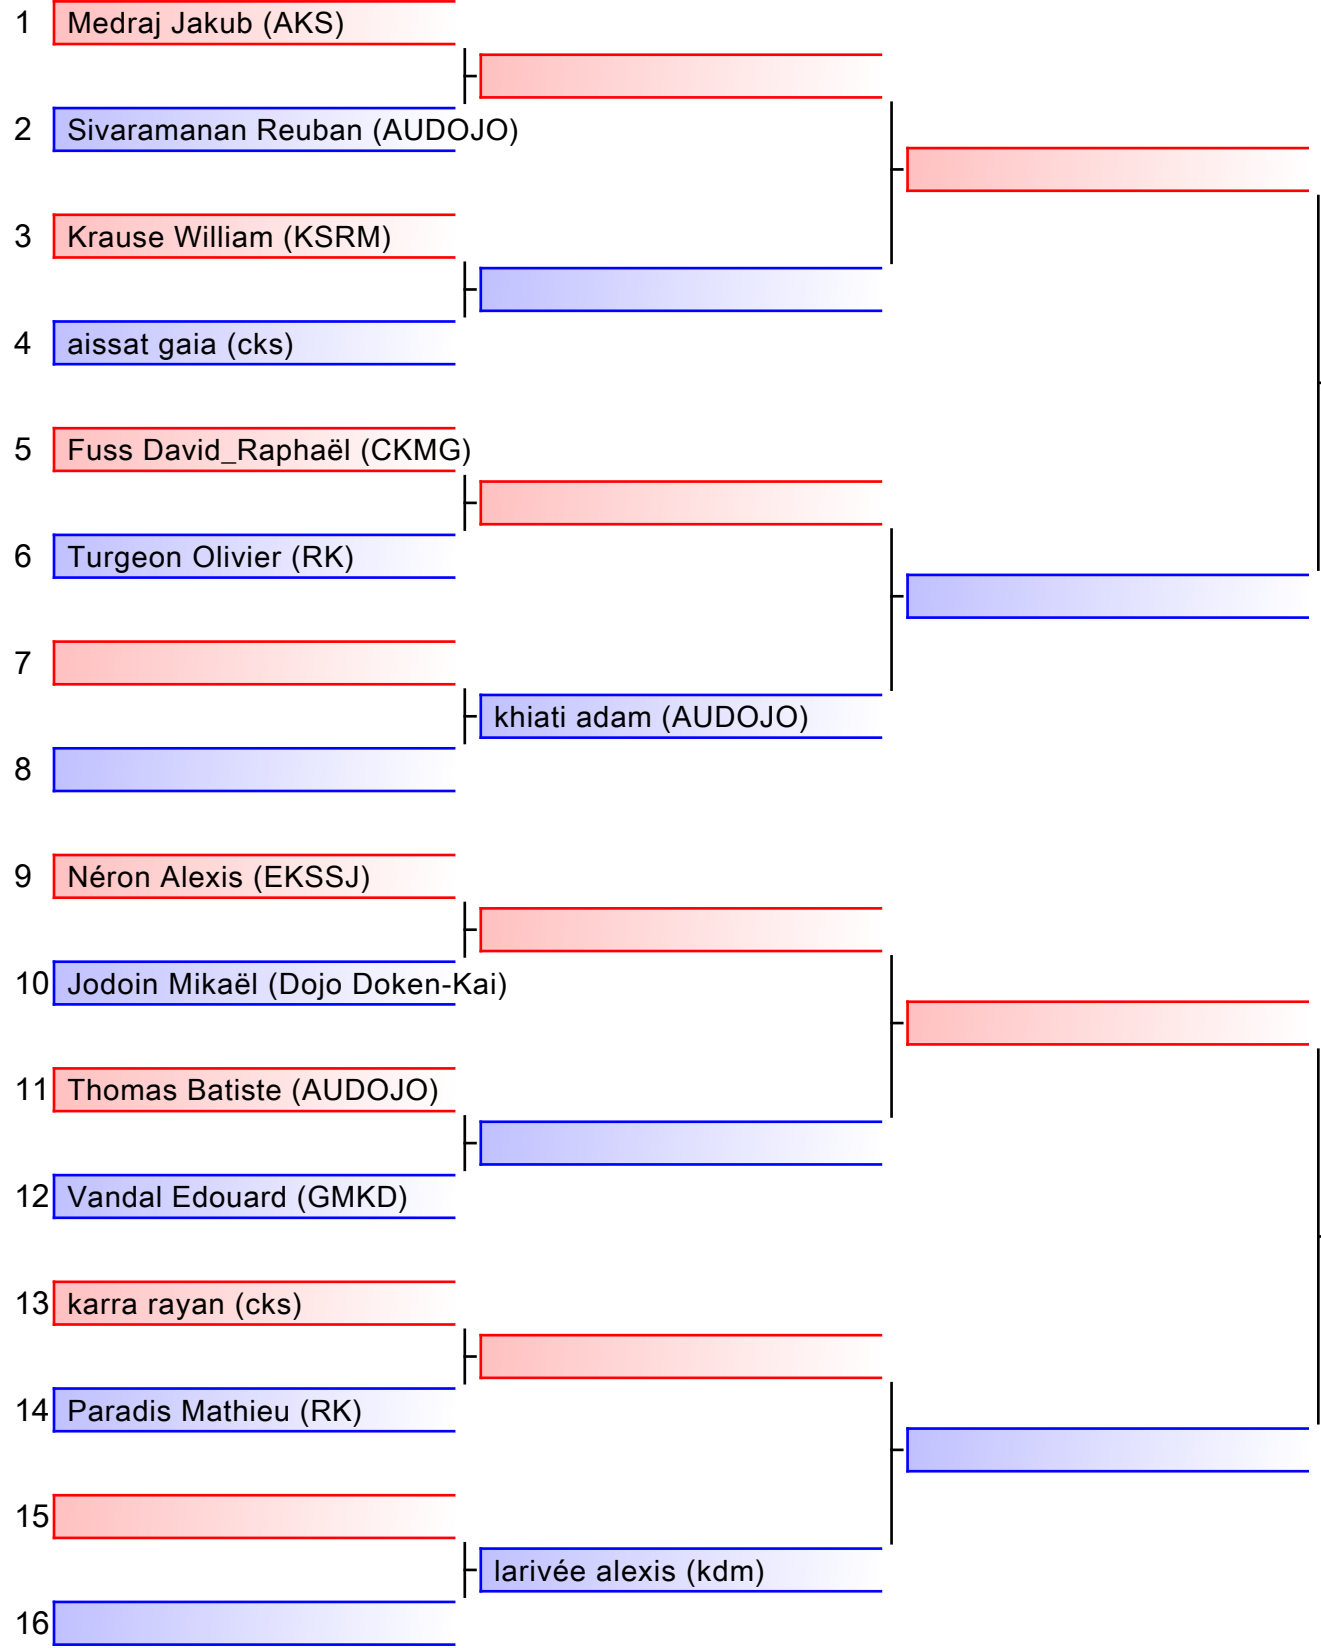 1 Medraj Jakub (AKS)
2 Sivaramanan Reuban (AUDOJO)
3 Krause William (KSRM)
4 aissat gaia (cks)
5 Fuss David_Raphaël (CKMG)
6 Turgeon Olivier (RK)
7
khiati adam (AUDOJO)
8
9 Néron Alexis (EKSSJ)
10 Jodoin Mikaël (Dojo Doken-Kai)
11 Thomas Batiste (AUDOJO)
12 Vandal Edouard (GMKD)
13 karra rayan (cks)
14 Paradis Mathieu (RK)
15
larivée alexis (kdm)
16